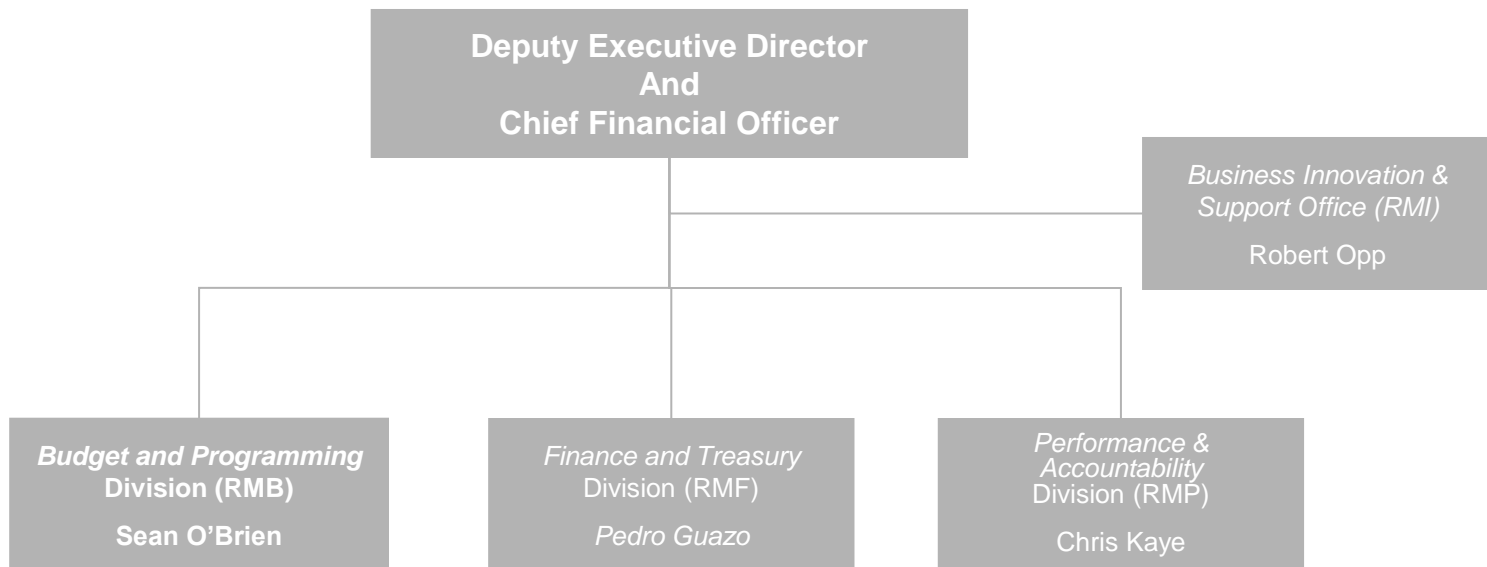 Deputy Executive Director
And
Chief Financial Officer
Business Innovation &
Support Office (RMI)
Robert Opp
Budget and Programming
Division (RMB)
Sean O’Brien
Finance and Treasury
Division (RMF)
Pedro Guazo
Performance &
Accountability
Division (RMP)
Chris Kaye